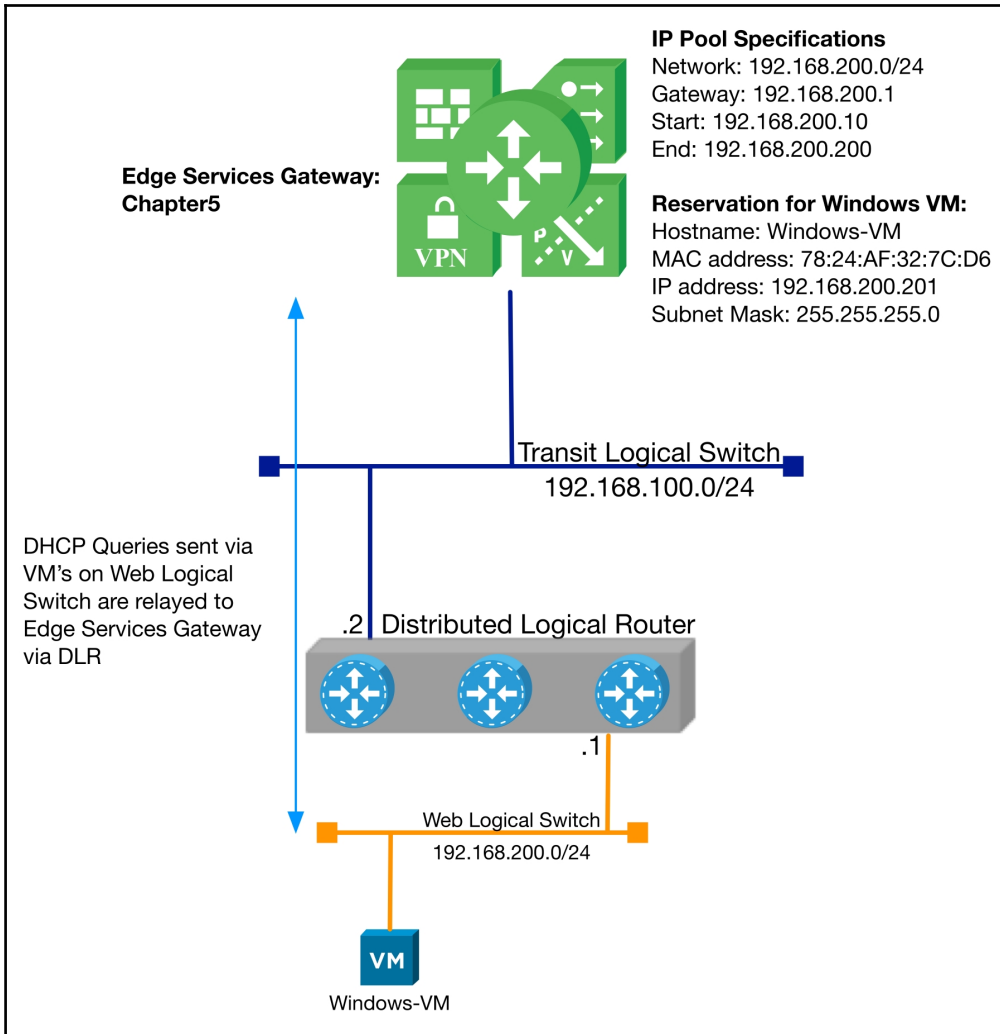 IP Pool Specifications
Network: 192.168.200.0/24
Gateway: 192.168.200.1
Start: 192.168.200.10
End: 192.168.200.200
Edge Services Gateway:
Chapter5
VPN
P
V
Reservation for Windows VM:
Hostname: Windows-VM
MAC address: 78:24:AF:32:7C:D6
IP address: 192.168.200.201
Subnet Mask: 255.255.255.0
Transit Logical Switch
192.168.100.0/24
DHCP Queries sent via
VM's on Web Logical
Switch are relayed to
Edge Services Gateway
via DLR
.2 Distributed Logical Router
.1
Web Logical Switch
192.168.200.0/24
VM
Windows-VM